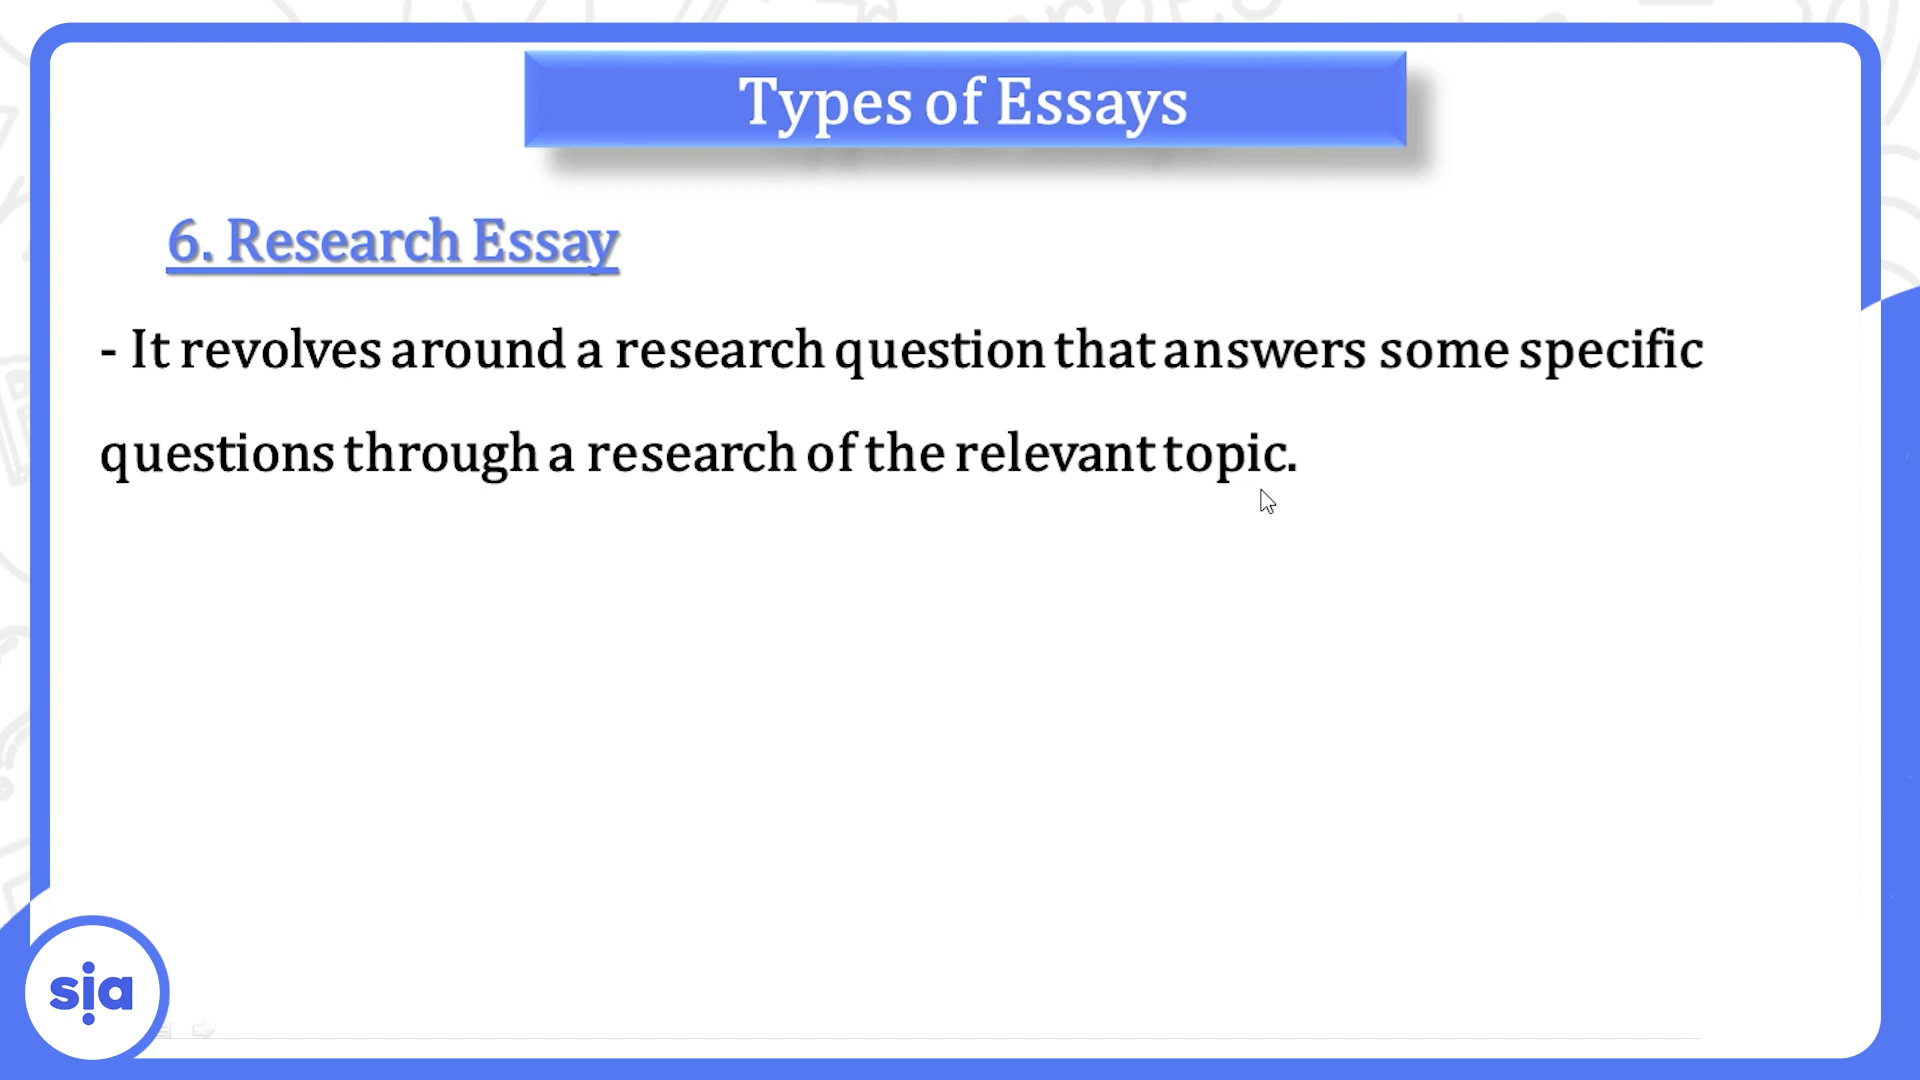 Types of Essays
6. Research Essay
- It revolves around a research question that answers some specific
questions through a research of the relevant topic.
sia